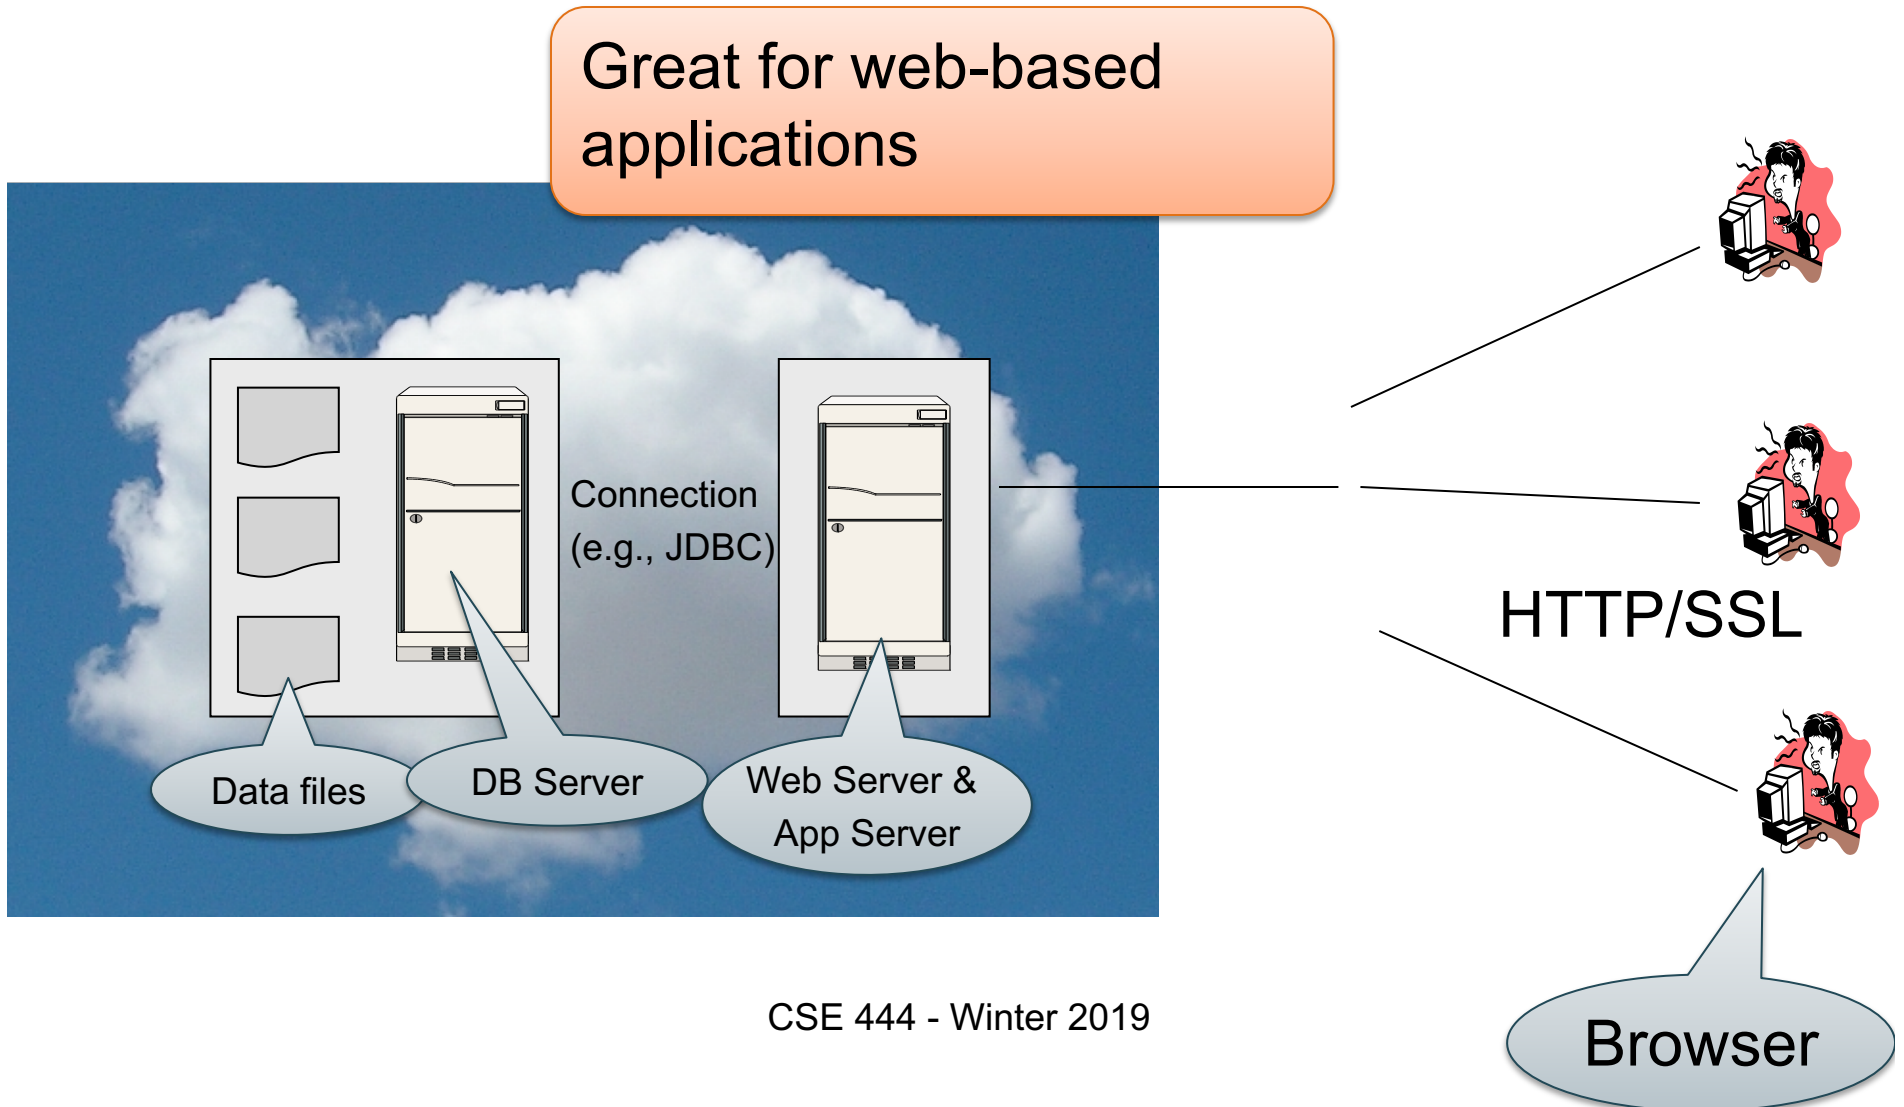 Great for web-based
applications
Connection
(e.g., JDBC)
HTTP/SSL
Data files
DB Server
Web Server &
App Server
CSE 444 - Winter 2019
Browser